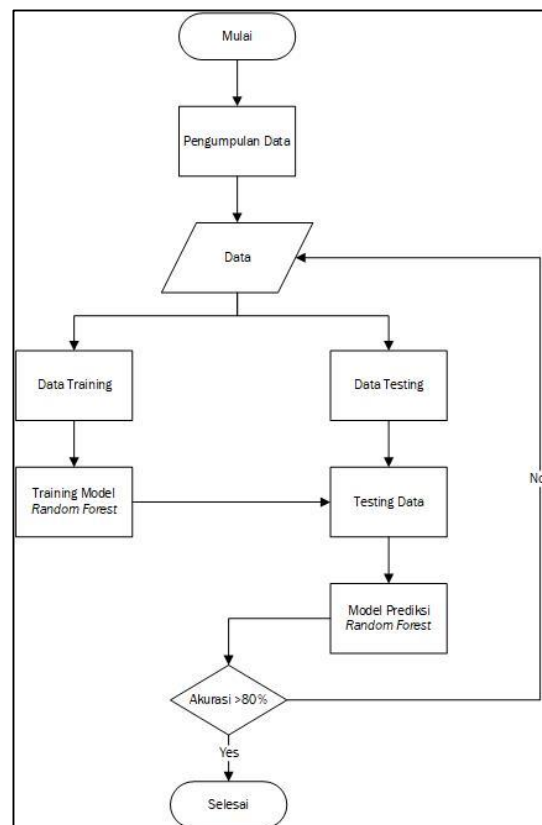 Mulai
Pengumpulan Data
Data
Data Training
Data Testing
Training Model
Random Forest
Testing Data
No
Model Prediksi
Random Forest
Akurasi >80%
Yes
Selesai